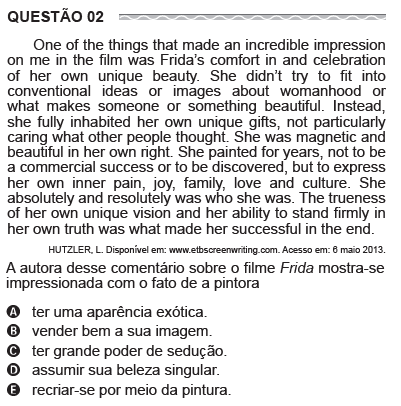 QUESTÃO 02
One of the things that made an incredible impression
on me in the film was Frida's comfort in and celebration
of her own unique beauty. She didn't try to fit into
conventional ideas or images about womanhood or
what makes someone or something beautiful. Instead,
she fully inhabited her own unique gifts, not particularly
caring what other people thought. She was magnetic and
beautiful in her own right. She painted for years, not to be
a commercial success or to be discovered, but to express
her own inner pain, joy, family, love and culture. She
absolutely and resolutely was who she was. The trueness
of her own unique vision and her ability to stand firmly in
her own truth was what made her successful in the end.
HUTZLER, L. Disponível em: www.etbscreenwriting.com. Acesso em: 6 maio 2013.
A autora desse comentário sobre o filme Frida mostra-se
impressionada com o fato de a pintora
A ter uma aparência exótica.
B vender bem a sua imagem.
C ter grande poder de sedução.
D assumir sua beleza singular.
E recriar-se por meio da pintura.